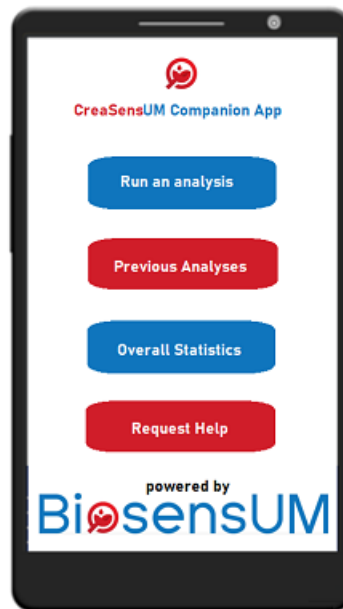 CreaSensUM Companion App
Run an analysis
Previous Analyses
Overall Statistics
Request Help
powered by
BiosensUM